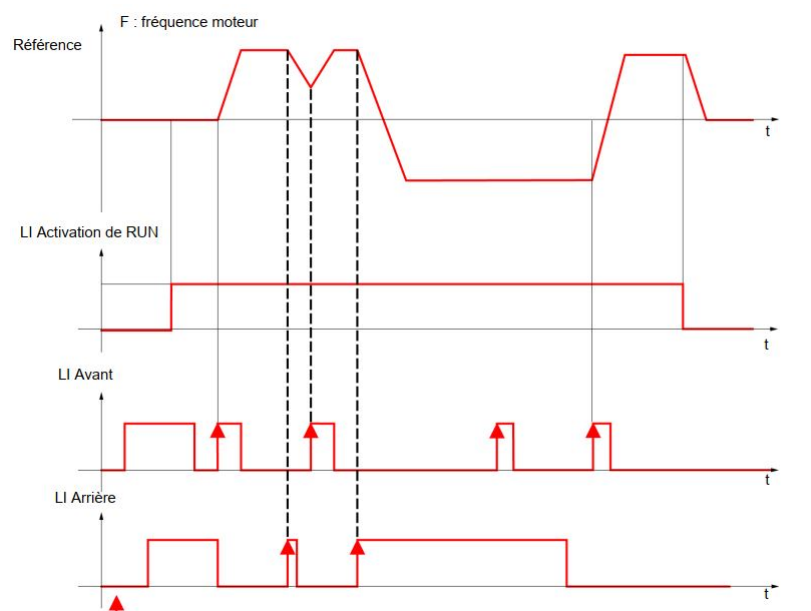 F : fréquence moteur
Référence
t
LI Activation de RUN
t
LI Avant
t
LI Arrière
t